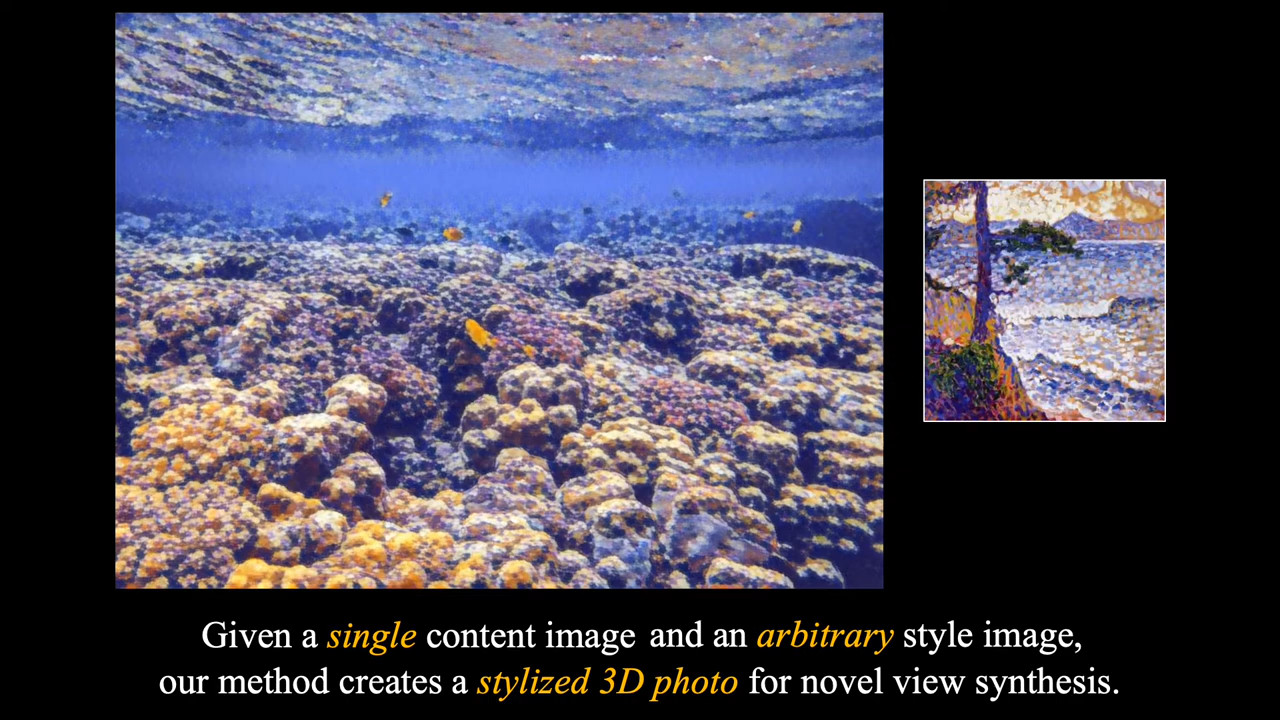 Given a single content image and an arbitrary style image,
our method creates a stylized 3D photo for novel view synthesis.